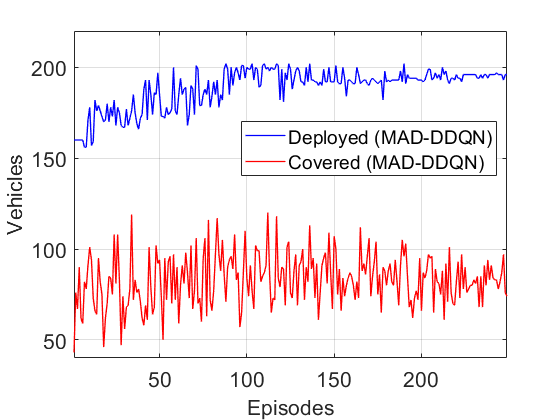 200
150
100
50
Vehicles
Deployed (MAD-DDQN)
Covered (MAD-DDQN)
50 100 150 200
Episodes